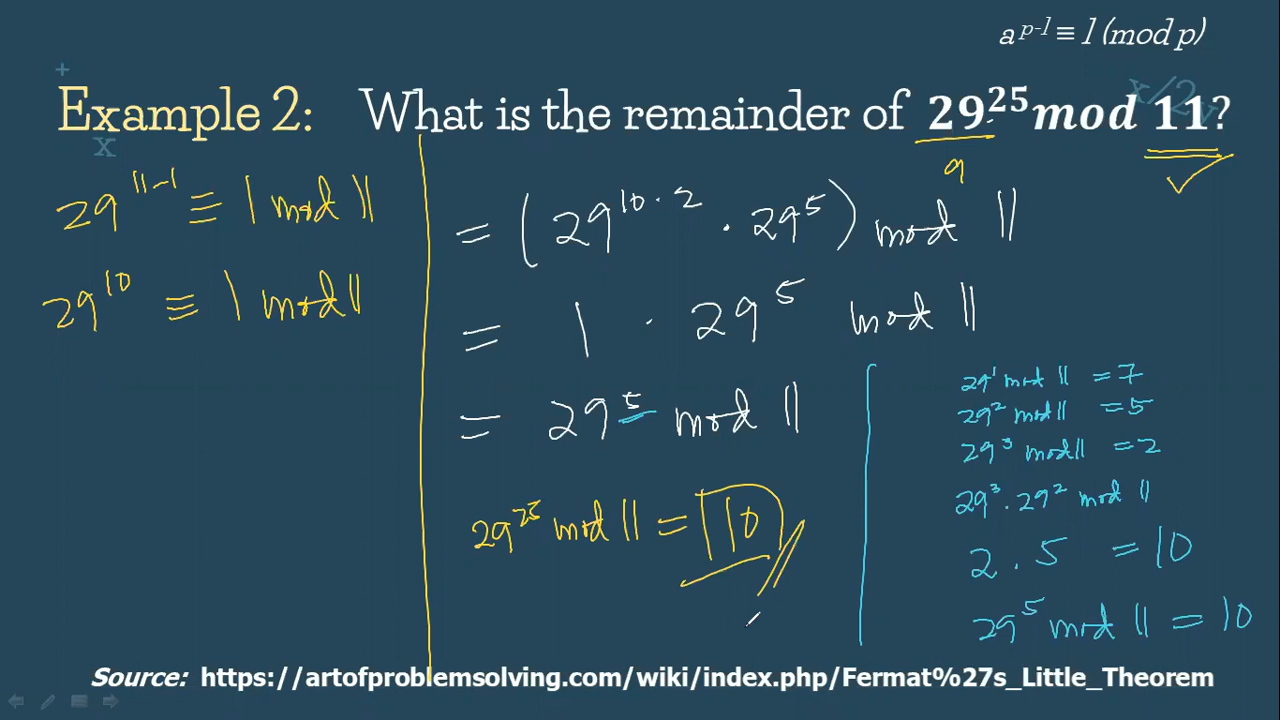 a^{p-1} ≡ 1 (mod p)
Example 2: What is the remainder of 29^{25} mod 11?
a
29^{11-1} ≡ 1 mod 11
29^{10} ≡ 1 mod 11
= (29^{10·2} · 29^5) mod 11
= 1 · 29^5 mod 11
= 29^5 mod 11
29^{25} mod 11 = 10
29^1 mod 11 = 7
29^2 mod 11 = 5
29^3 mod 11 = 2
29^3 · 29^2 mod 11
2 · 5 = 10
29^5 mod 11 = 10
Source: https://artofproblemsolving.com/wiki/index.php/Fermat%27s_Little_Theorem